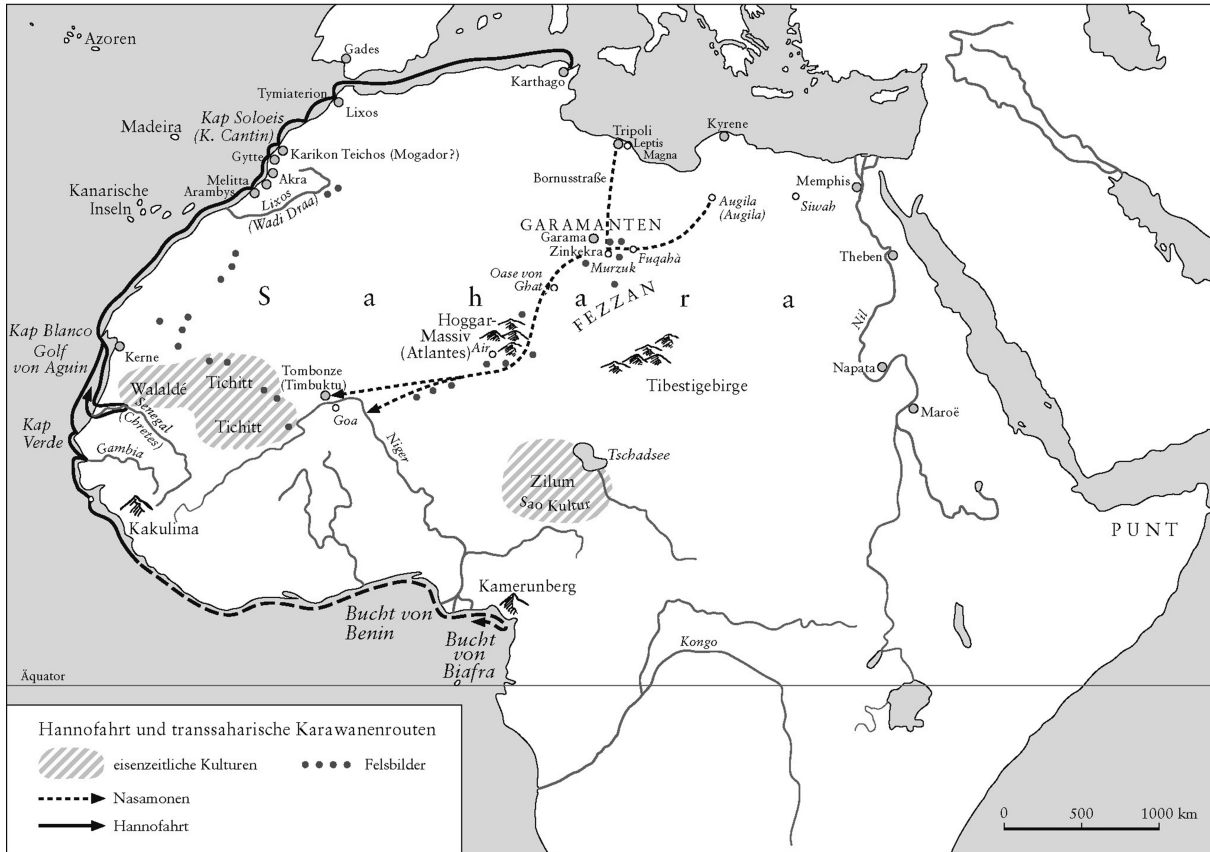 Azoren
Gades
Karthago
Tymiaterion
Lixos
Kap Soloeis
(K. Cantin)
Madeira
Tripoli
Leptis
Magna
Kyrene
Gytte
Karikon Teichos (Mogador?)
Bornusstraße
Melitta
Akra
Arambys
Lixos
(Wadi Draa)
Kanarische
Inseln
Memphis
Siwah
Augila
(Augila)
GARAMANTEN
Garama
Zinkekra
Fuqahà
Murzuk
Theben
Oase von
Ghat
Sahara
FEZZAN
Nil
Hoggar-
Massiv
(Atlantes)
Air
Kap Blanco
Golf
von Aguin
Kerne
Tibestigebirge
Napata
Walaldé
Tichitt
Tombonze
(Timbuktu)
Goa
Maroë
Senegal
(Chretes)
Tichitt
Kap
Verde
Gambia
Niger
Tschadsee
Zilum
Sao Kultur
Kakulima
PUNT
Kamerunberg
Bucht von
Benin
Bucht
von
Biafra
Kongo
Äquator
Hannofahrt und transsaharische Karawanenrouten
eisenzeitliche Kulturen
Felsbilder
Nasamonen
Hannofahrt
0 500 1000 km